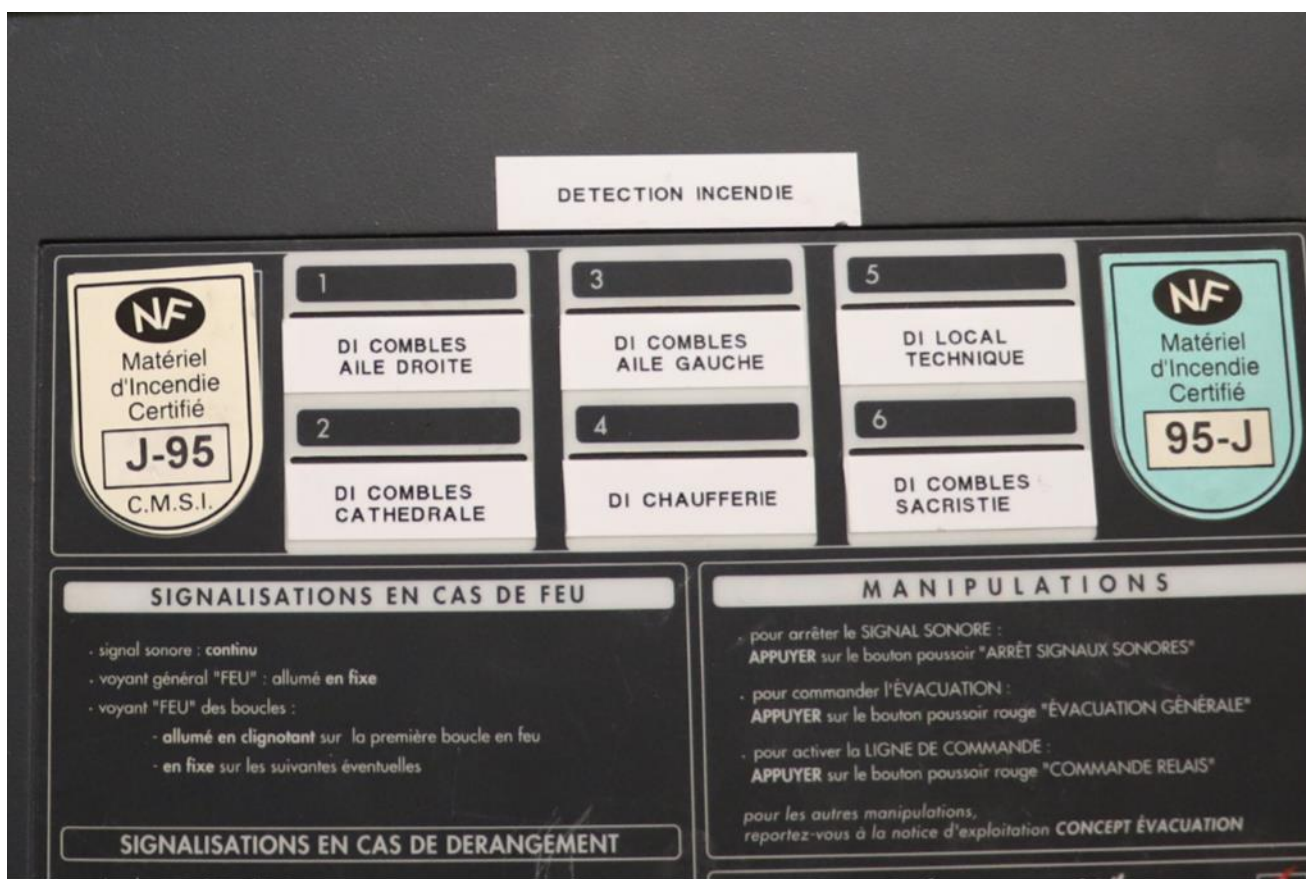 DETECTION INCENDIE
NF
Matériel
d'Incendie
Certifié
J-95
C.M.S.I.
1
DI COMBLES
AILE DROITE
2
DI COMBLES
CATHEDRALE
3
DI COMBLES
AILE GAUCHE
4
DI CHAUFFERIE
5
DI LOCAL
TECHNIQUE
6
DI COMBLES
SACRISTIE
NF
Matériel
d'Incendie
Certifié
95-J
SIGNALISATIONS EN CAS DE FEU
. signal sonore : continu
. voyant général "FEU" : allumé en fixe
. voyant "FEU" des boucles :
- allumé en clignotant sur la première boucle en feu
- en fixe sur les suivantes éventuelles
SIGNALISATIONS EN CAS DE DERANGEMENT
MANIPULATIONS
. pour arrêter le SIGNAL SONORE :
APPUYER sur le bouton poussoir "ARRÊT SIGNAUX SONORES"
. pour commander l'ÉVACUATION :
APPUYER sur le bouton poussoir rouge "ÉVACUATION GÉNÉRALE"
. pour activer la LIGNE DE COMMANDE :
APPUYER sur le bouton poussoir rouge "COMMANDE RELAIS"
pour les autres manipulations,
reportez-vous à la notice d'exploitation CONCEPT ÉVACUATION